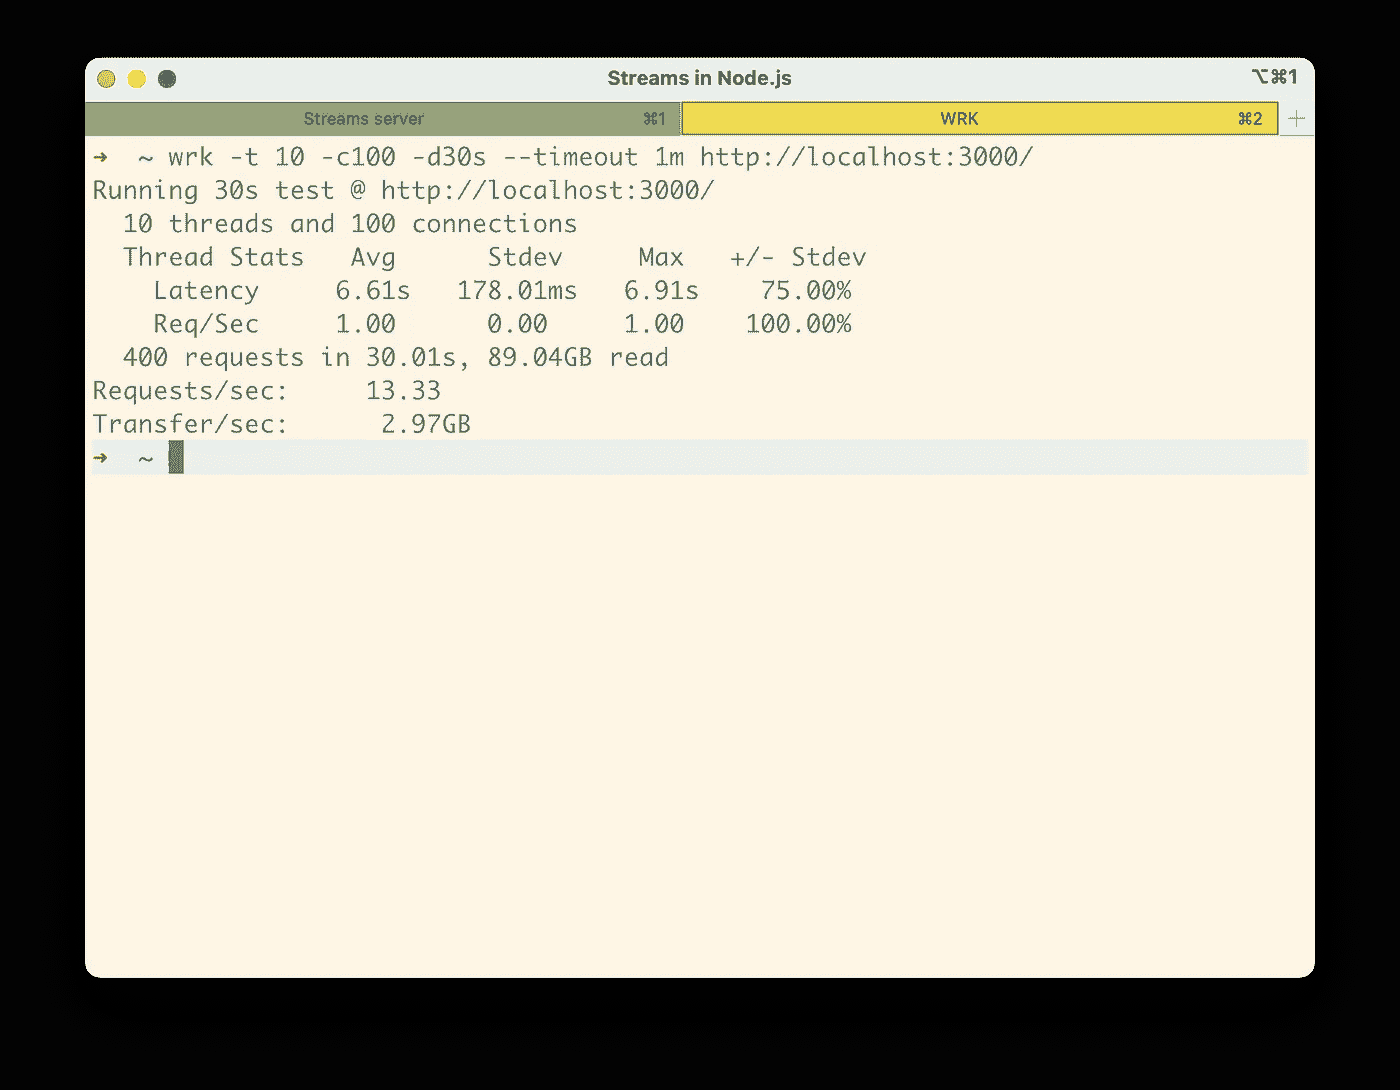 Streams in Node.js ⌥⌘1
Streams server ⌘1 WRK ⌘2 +
➜ ~ wrk -t 10 -c100 -d30s --timeout 1m http://localhost:3000/
Running 30s test @ http://localhost:3000/
10 threads and 100 connections
Thread Stats Avg Stdev Max +/- Stdev
Latency 6.61s 178.01ms 6.91s 75.00%
Req/Sec 1.00 0.00 1.00 100.00%
400 requests in 30.01s, 89.04GB read
Requests/sec: 13.33
Transfer/sec: 2.97GB
➜ ~